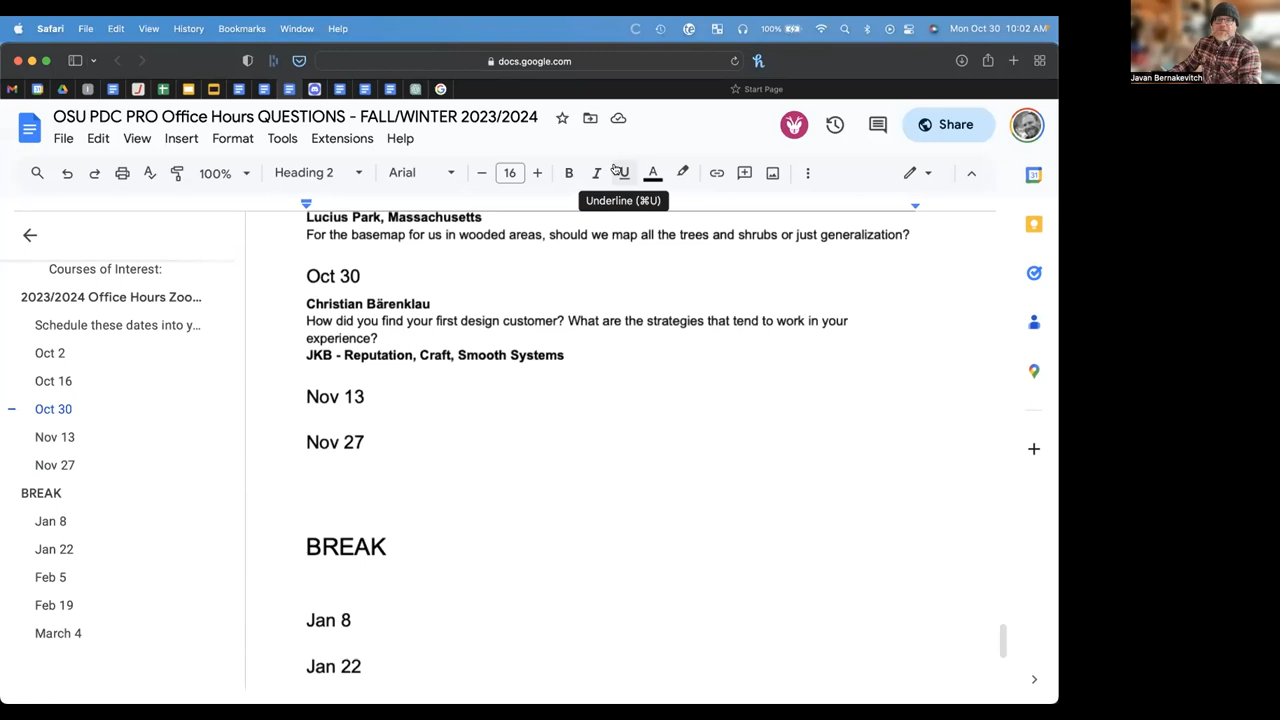 Safari File Edit View History Bookmarks Window Help 100% Mon Oct 30 10:02 AM
docs.google.com
Start Page
OSU PDC PRO Office Hours QUESTIONS - FALL/WINTER 2023/2024
Share
File Edit View Insert Format Tools Extensions Help
100% Heading 2 Arial 16 B I U A
Underline (⌘U)
Lucius Park, Massachusetts
For the basemap for us in wooded areas, should we map all the trees and shrubs or just generalization?
Oct 30
Christian Bärenklau
How did you find your first design customer? What are the strategies that tend to work in your
experience?
JKB - Reputation, Craft, Smooth Systems
Nov 13
Nov 27
BREAK
Jan 8
Jan 22
Courses of Interest:
2023/2024 Office Hours Zoo...
Schedule these dates into y...
Oct 2
Oct 16
Oct 30
Nov 13
Nov 27
BREAK
Jan 8
Jan 22
Feb 5
Feb 19
March 4
31
Javan Bernakevitch